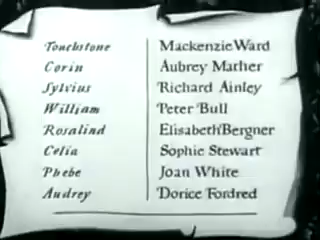 Touchstone Mackenzie Ward
Corin Aubrey Mather
Sylvius Richard Ainley
William Peter Bull
Rosalind Elisabeth Bergner
Celia Sophie Stewart
Phebe Joan White
Audrey Dorice Fordred